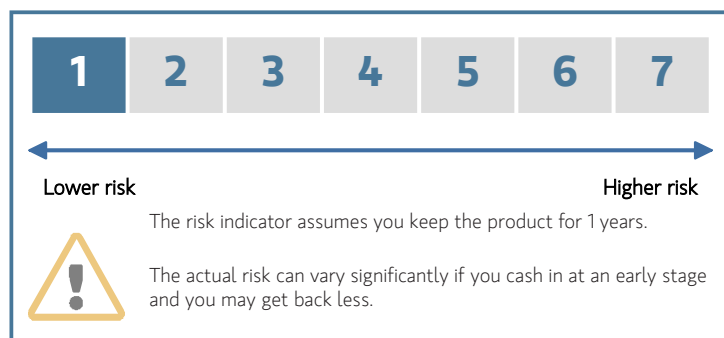 1 2 3 4 5 6 7
Lower risk Higher risk
The risk indicator assumes you keep the product for 1 years.
The actual risk can vary significantly if you cash in at an early stage
and you may get back less.